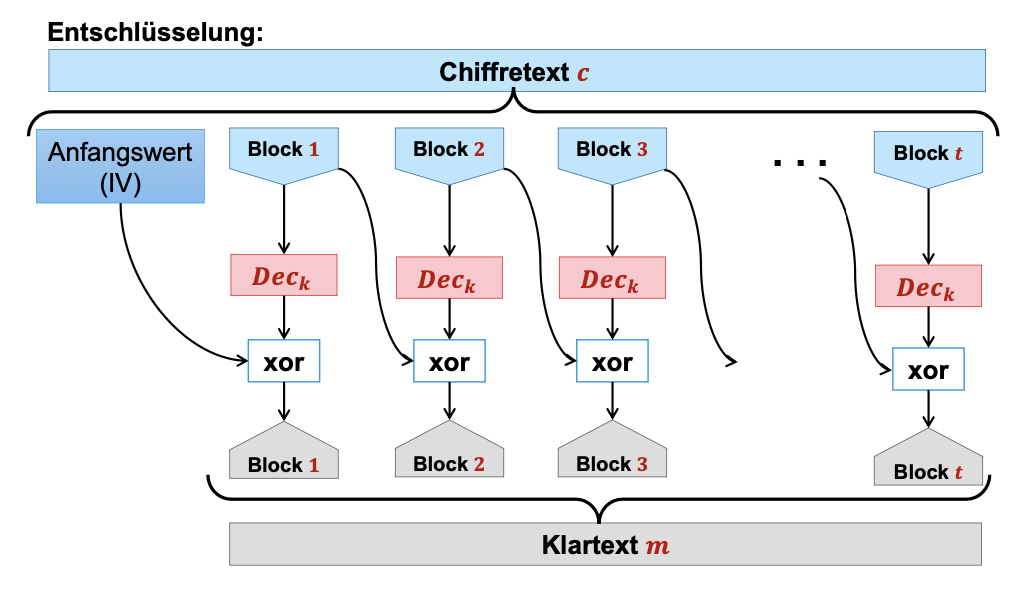 Entschlüsselung:
Chiffretext c
Anfangswert
(IV)
Block 1
Block 2
Block 3
. . .
Block t
Dec_k
Dec_k
Dec_k
Dec_k
xor
xor
xor
xor
Block 1
Block 2
Block 3
Block t
Klartext m